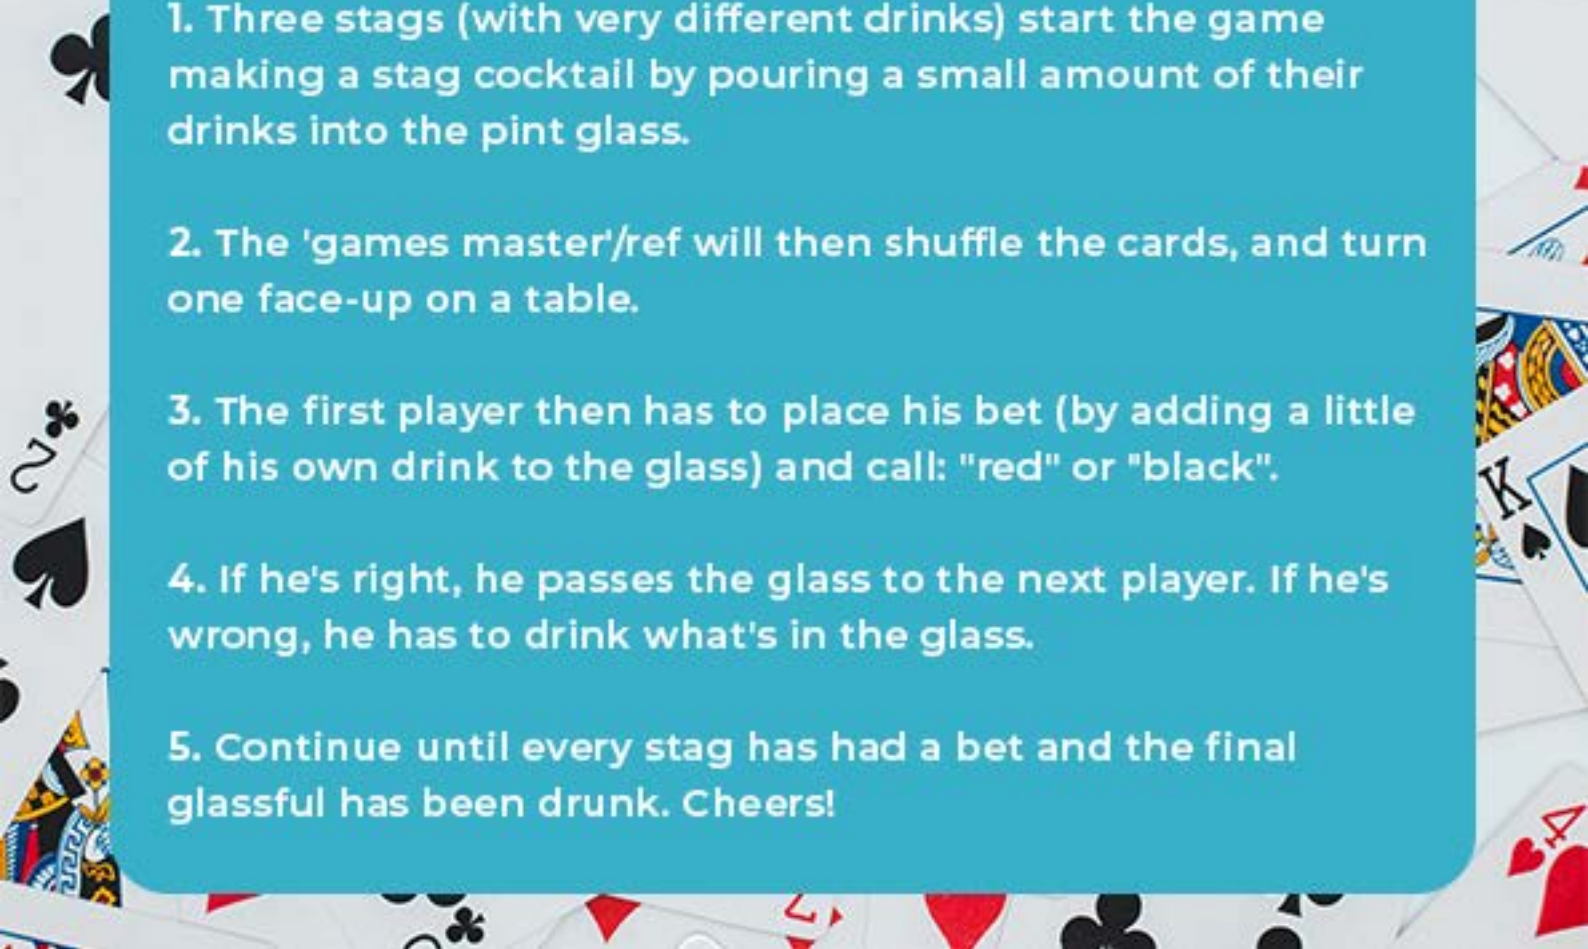 1. Three stags (with very different drinks) start the game
making a stag cocktail by pouring a small amount of their
drinks into the pint glass.
2. The 'games master'/ref will then shuffle the cards, and turn
one face-up on a table.
3. The first player then has to place his bet (by adding a little
of his own drink to the glass) and call: "red" or "black".
4. If he's right, he passes the glass to the next player. If he's
wrong, he has to drink what's in the glass.
5. Continue until every stag has had a bet and the final
glassful has been drunk. Cheers!
2
K
4